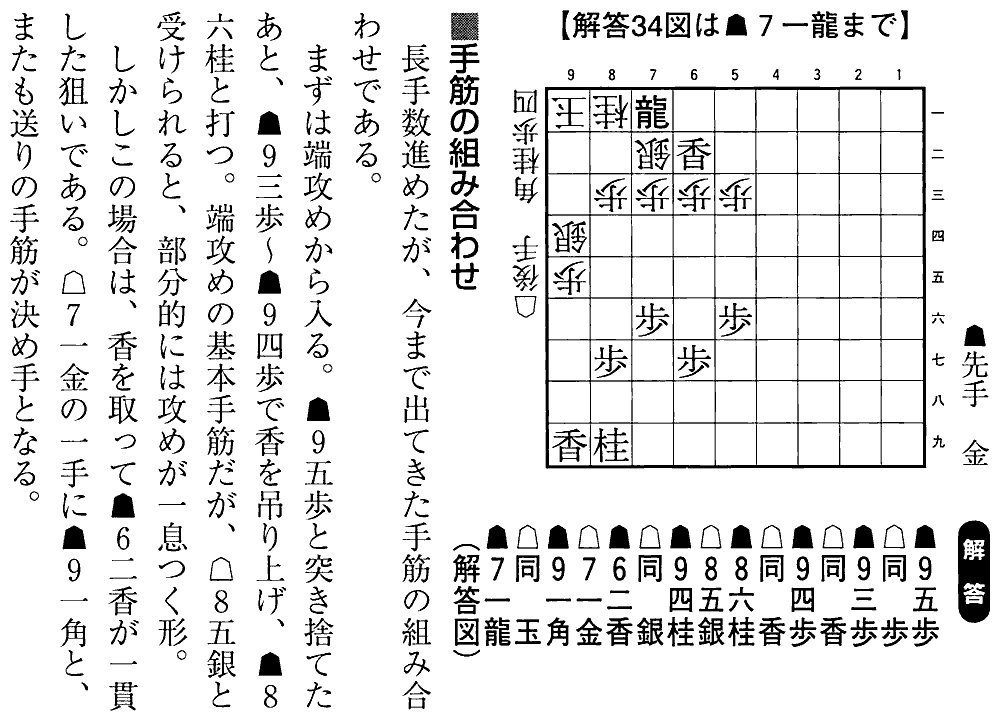 【解答34図は☗7一龍まで】
9 8 7 6 5 4 3 2 1
王 桂 龍 一
銀 香 二
歩 歩 歩 歩 三
銀 四
歩 五
歩 歩 六
歩 歩 七
八
香 桂 九
☖後手 角桂歩四
☗先手 金
解答
☗9五歩
☖同歩
☗9三歩
☖同香
☗9四歩
☖同香
☗8六桂
☖8五銀
☗9四桂
☖同銀
☗6二香
☖7一金
☗9一角
☖同玉
☗7一龍
(解答図)
■手筋の組み合わせ
長手数進めたが、今まで出てきた手筋の組み合
わせである。
まずは端攻めから入る。☗9五歩と突き捨てた
あと、☗9三歩～☗9四歩で香を吊り上げ、☗8
六桂と打つ。端攻めの基本手筋だが、☖8五銀と
受けられると、部分的には攻めが一息つく形。
しかしこの場合は、香を取って☗6二香が一貫
した狙いである。☖7一金の一手に☗9一角と、
またも送りの手筋が決め手となる。